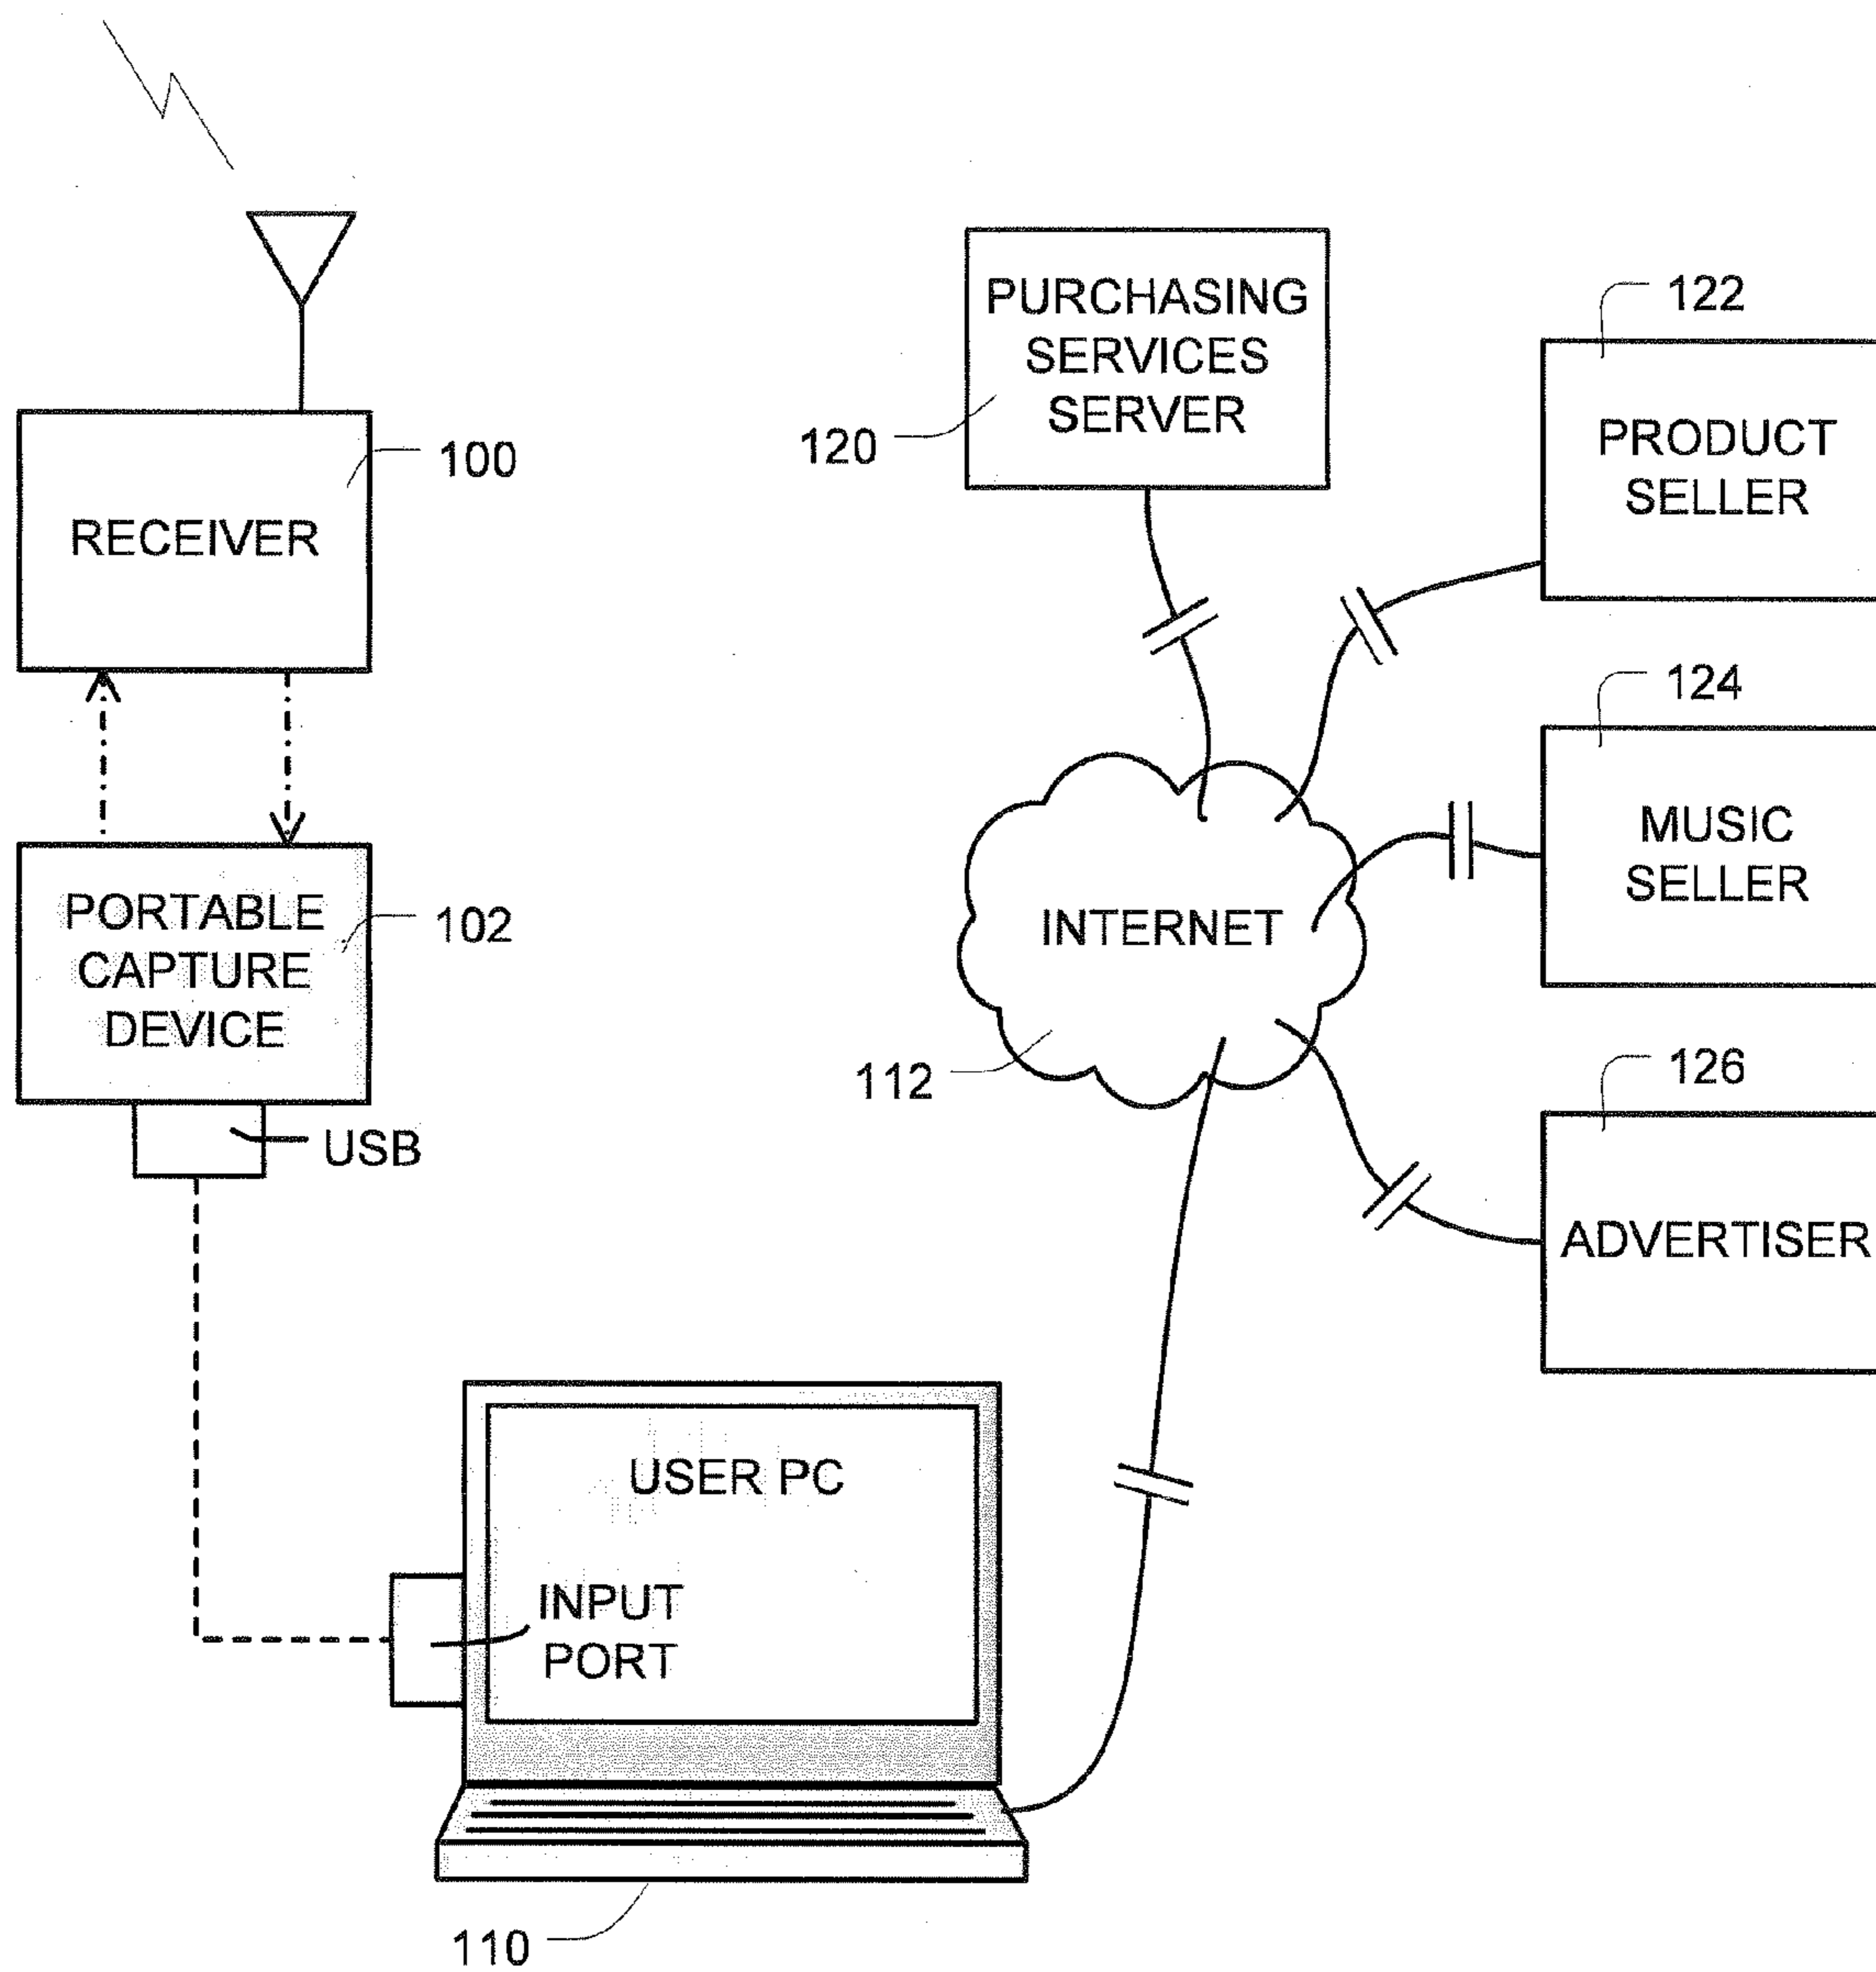 PURCHASING
SERVICES
SERVER
120
122
PRODUCT
SELLER
100
RECEIVER
124
MUSIC
SELLER
PORTABLE
CAPTURE
DEVICE
102
INTERNET
112
126
ADVERTISER
USB
USER PC
INPUT
PORT
110